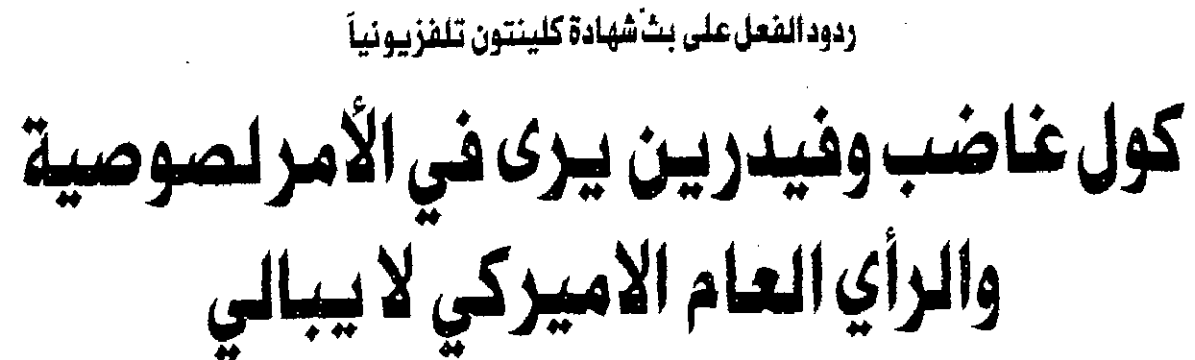 ردود الفعل على بثّ شهادة كلينتون تلفزيونياً
كول غاضب وفيدرين يرى في الأمر لصوصية
والرأي العام الاميركي لا يبالي